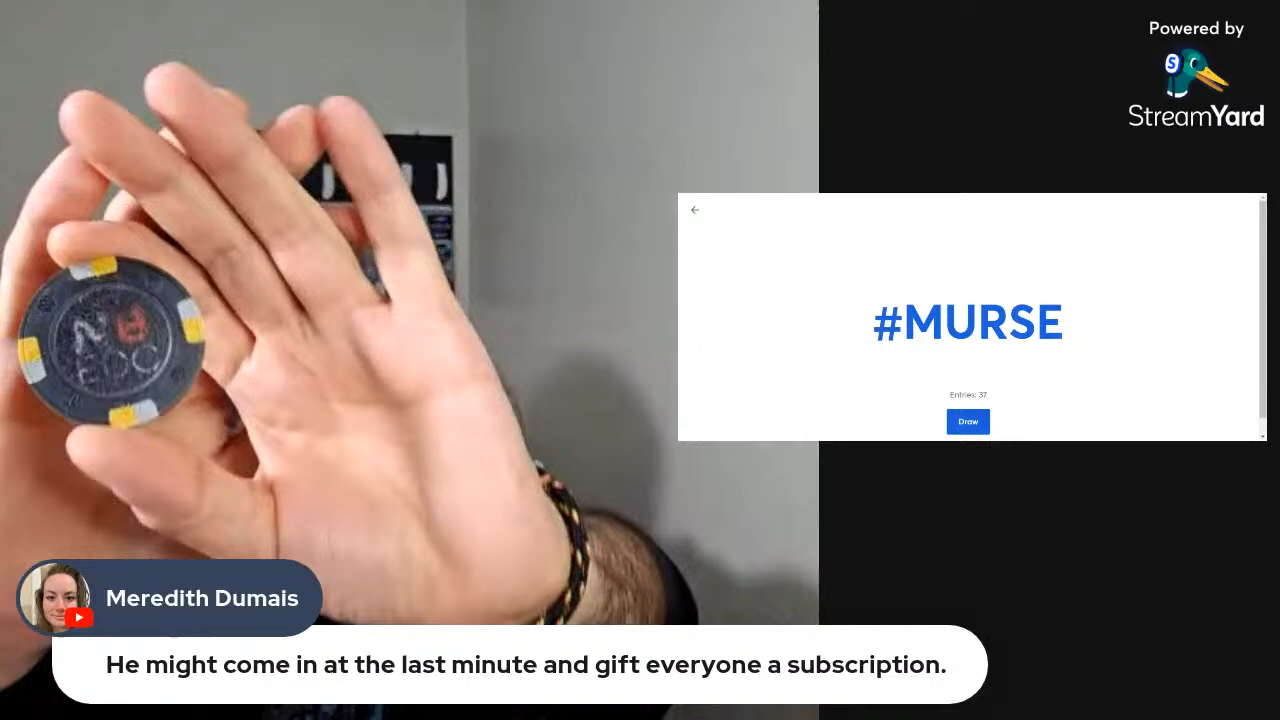 Powered by
StreamYard
#MURSE
Entries: 37
Draw
EDC
Meredith Dumais
He might come in at the last minute and gift everyone a subscription.